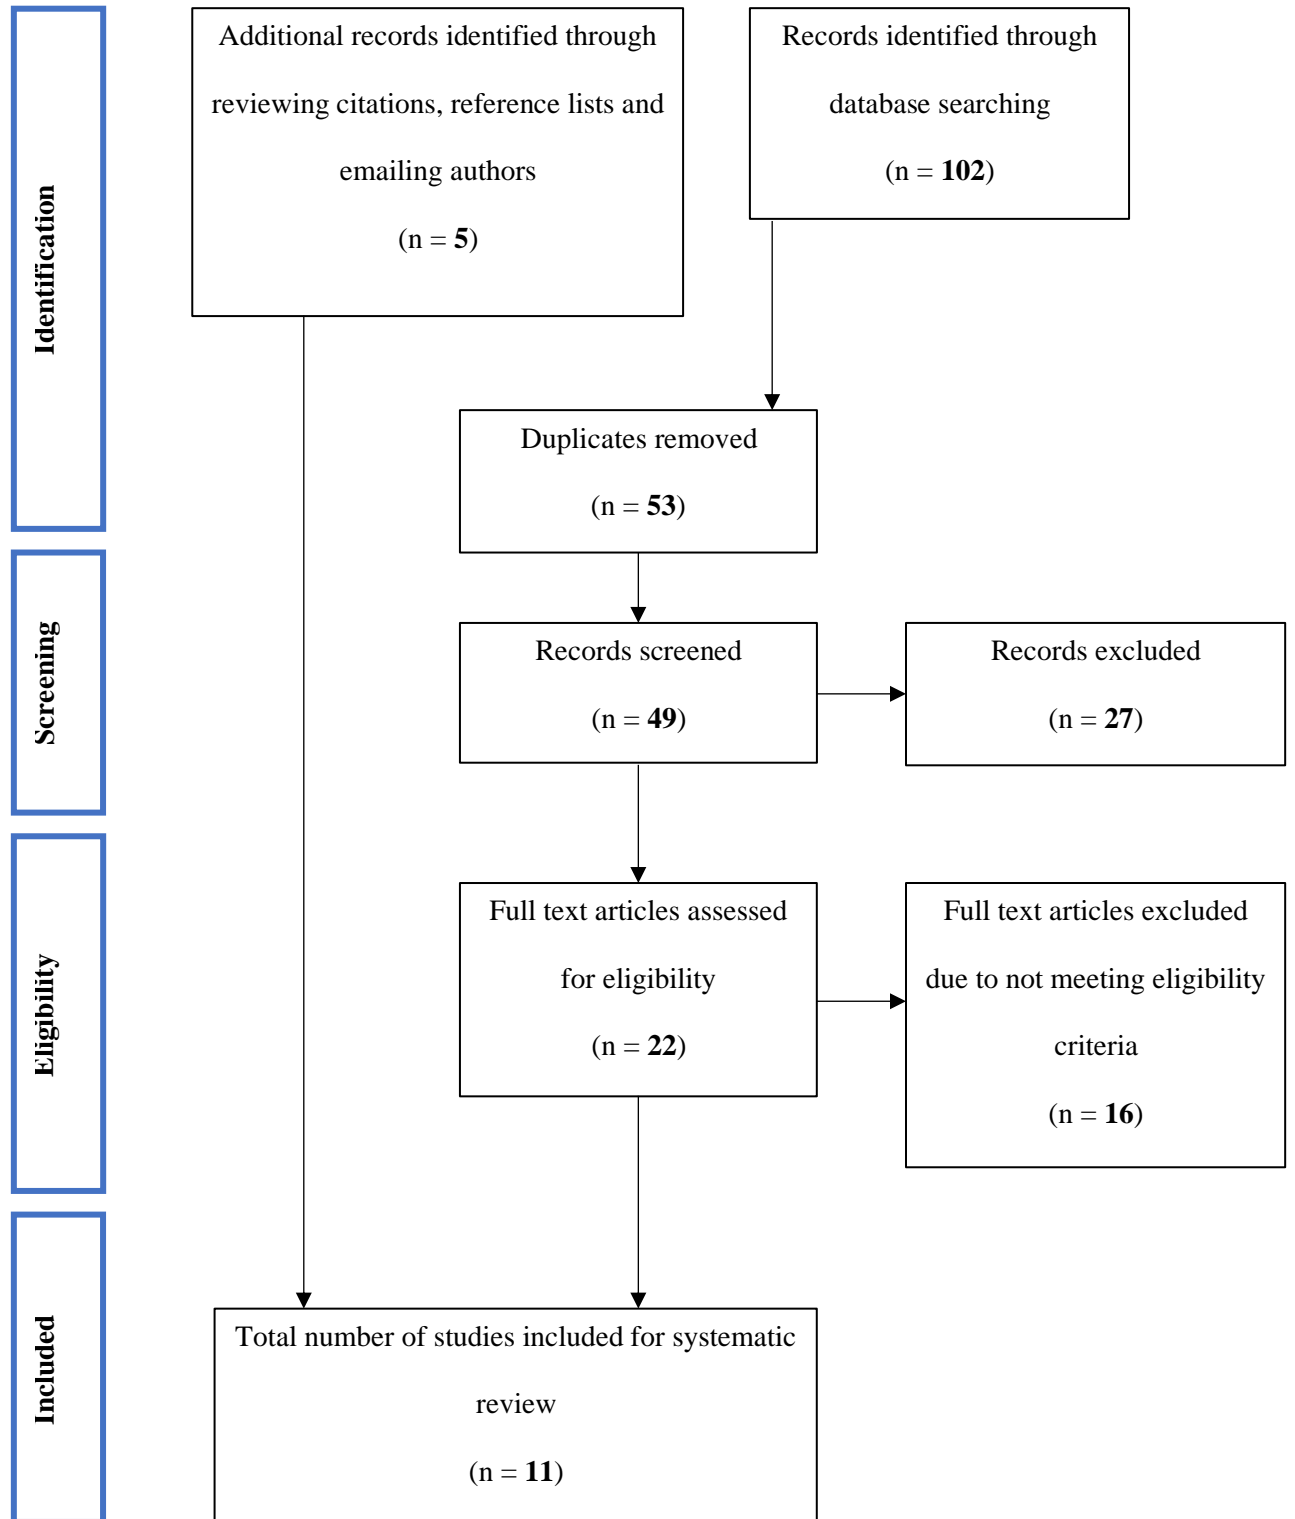 Identification
Additional records identified through
reviewing citations, reference lists and
emailing authors
(n = 5)
Records identified through
database searching
(n = 102)
Duplicates removed
(n = 53)
Screening
Records screened
(n = 49)
Records excluded
(n = 27)
Eligibility
Full text articles assessed
for eligibility
(n = 22)
Full text articles excluded
due to not meeting eligibility
criteria
(n = 16)
Included
Total number of studies included for systematic
review
(n = 11)